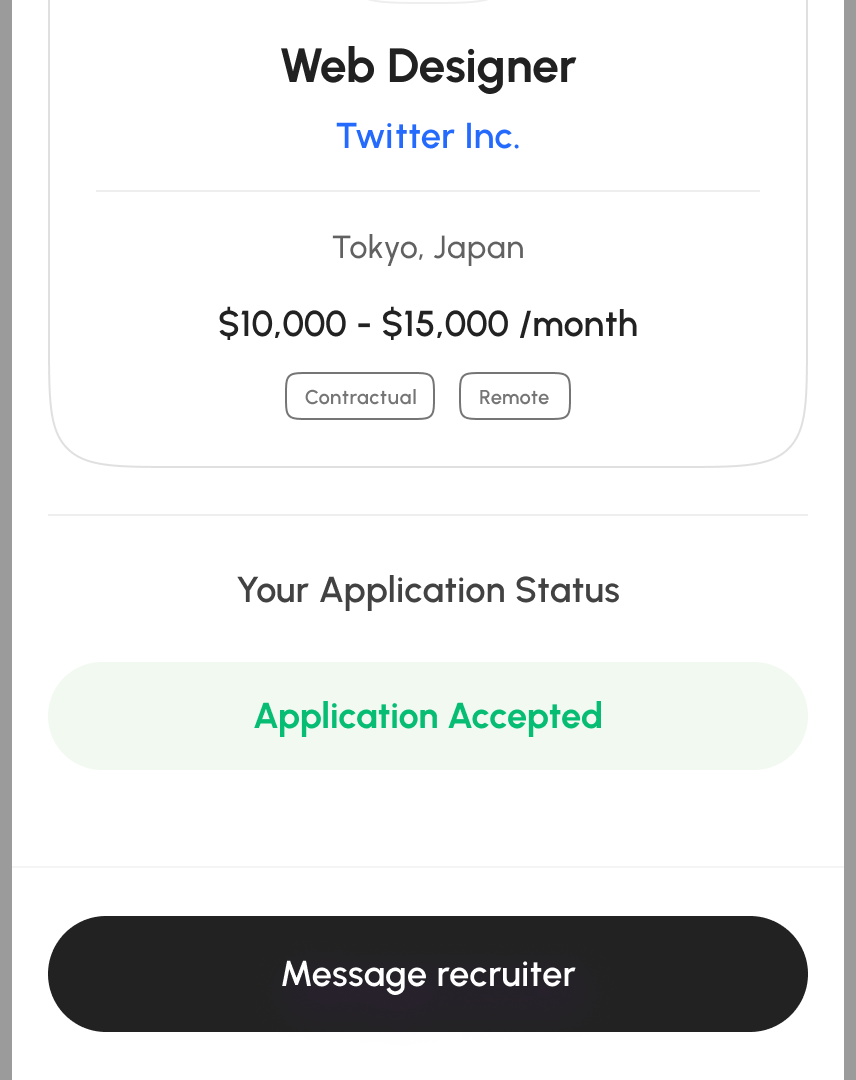 Web Designer
Twitter Inc.
Tokyo, Japan
$10,000 - $15,000 /month
Contractual Remote
Your Application Status
Application Accepted
Message recruiter